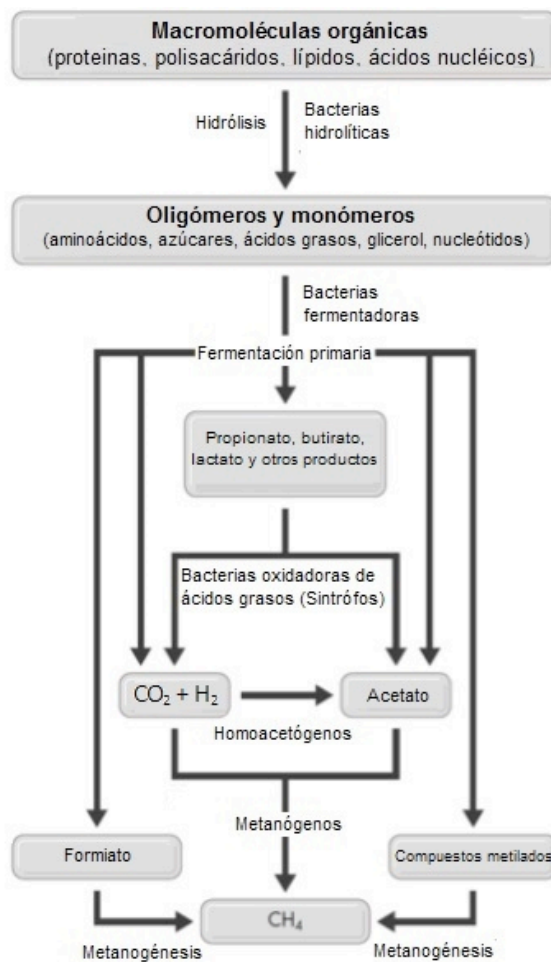 Macromoléculas orgánicas
(proteinas, polisacáridos, lípidos, ácidos nucléicos)
Hidrólisis
Bacterias
hidrolíticas
Oligómeros y monómeros
(aminoácidos, azúcares, ácidos grasos, glicerol, nucleótidos)
Bacterias
fermentadoras
Fermentación primaria
Propionato, butirato,
lactato y otros productos
Bacterias oxidadoras de
ácidos grasos (Sintrófos)
CO₂ + H₂
Acetato
Homoacetógenos
Metanógenos
Formiato
Compuestos metilados
CH₄
Metanogénesis
Metanogénesis